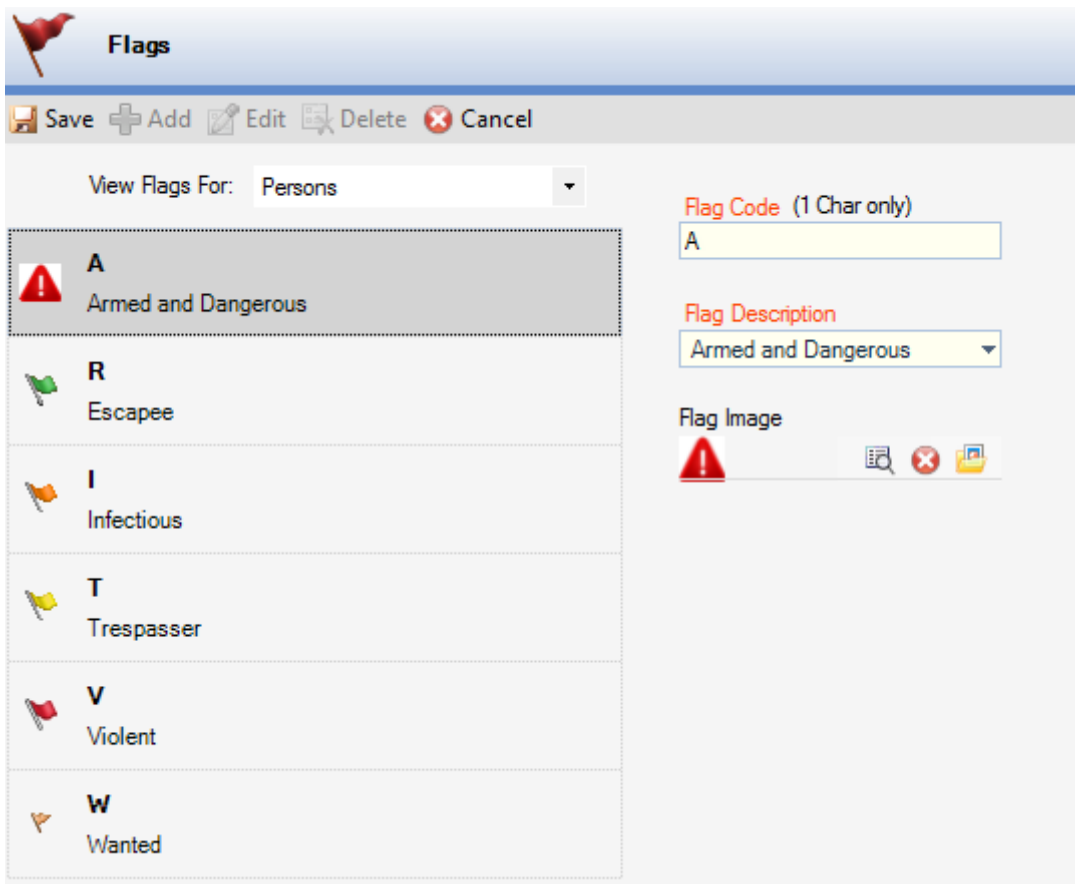 Flags
Save Add Edit Delete Cancel
View Flags For: Persons
A
Armed and Dangerous
R
Escapee
I
Infectious
T
Trespasser
V
Violent
W
Wanted
Flag Code (1 Char only)
A
Flag Description
Armed and Dangerous
Flag Image